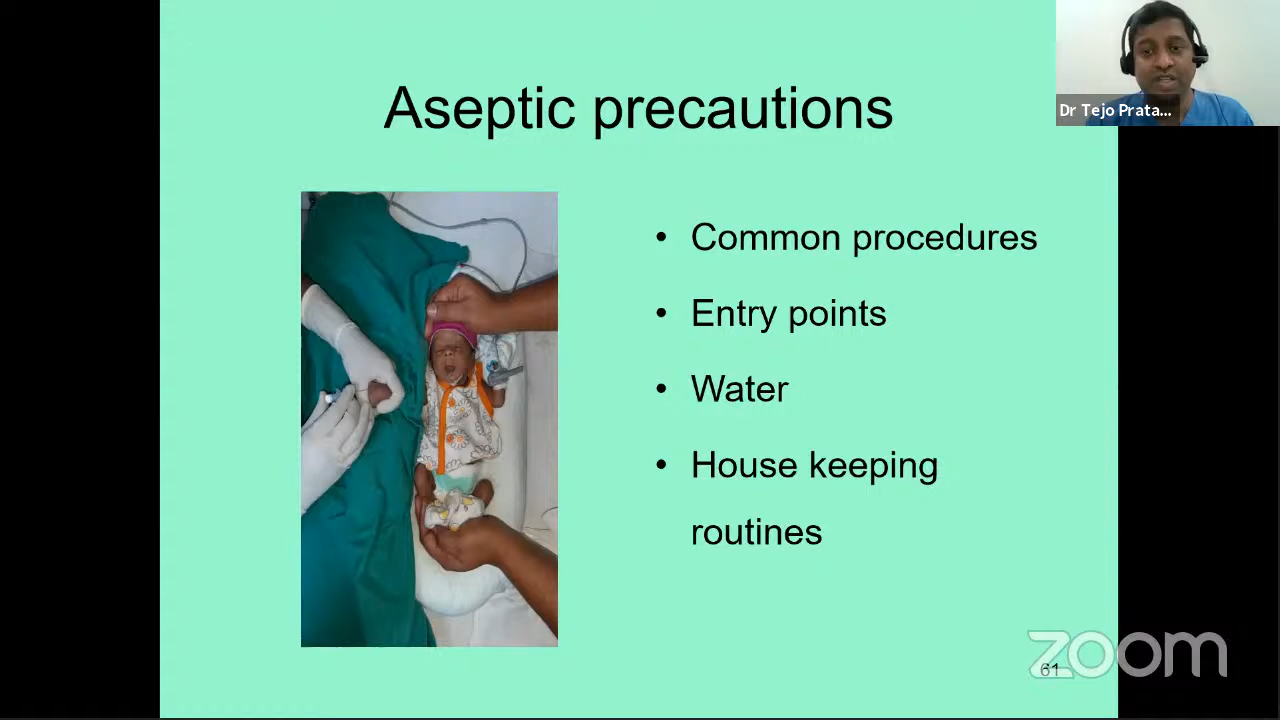 Aseptic precautions
Dr Tejo Prata...
• Common procedures
• Entry points
• Water
• House keeping
routines
zoom
61